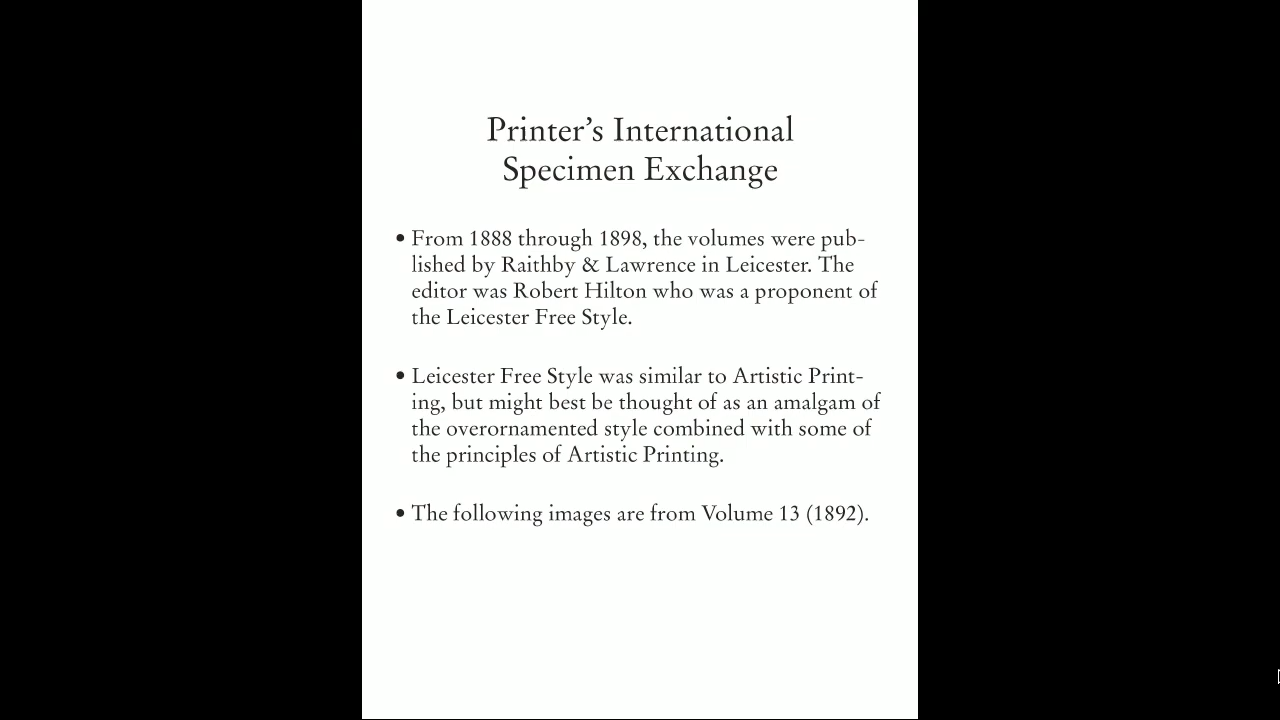 Printer’s International
Specimen Exchange
• From 1888 through 1898, the volumes were pub-
lished by Raithby & Lawrence in Leicester. The
editor was Robert Hilton who was a proponent of
the Leicester Free Style.
• Leicester Free Style was similar to Artistic Print-
ing, but might best be thought of as an amalgam of
the overornamented style combined with some of
the principles of Artistic Printing.
• The following images are from Volume 13 (1892).